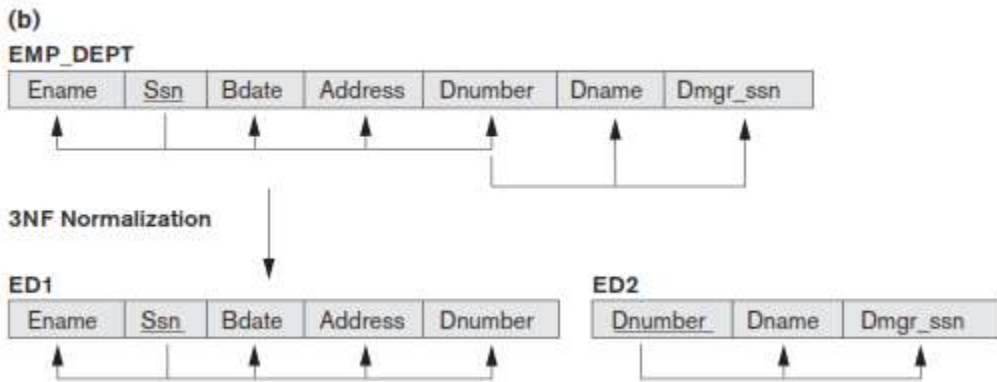 (b)
EMP_DEPT
Ename Ssn Bdate Address Dnumber Dname Dmgr_ssn
3NF Normalization
ED1
Ename Ssn Bdate Address Dnumber
ED2
Dnumber Dname Dmgr_ssn